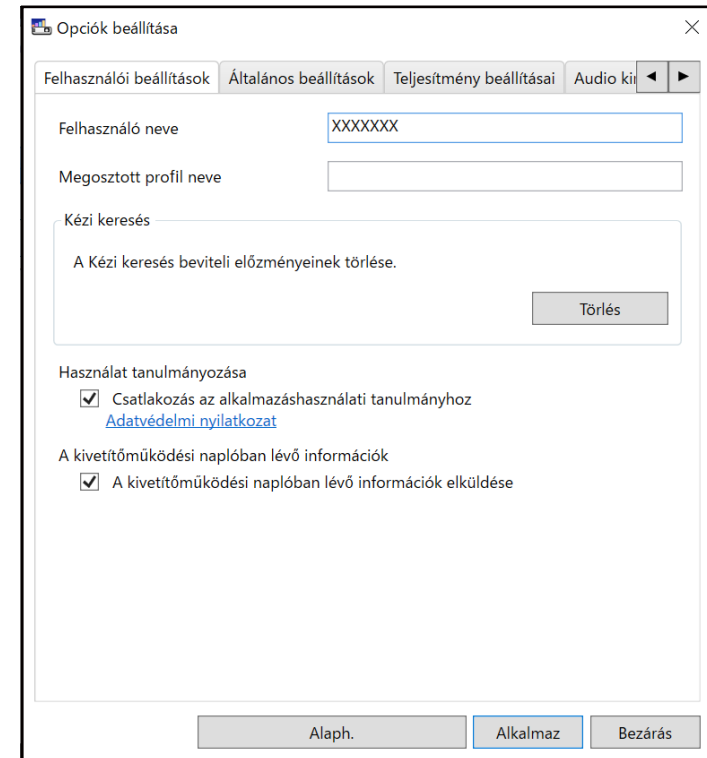 Opciók beállítása
Felhasználói beállítások Általános beállítások Teljesítmény beállításai Audio
Felhasználó neve XXXXXXX
Megosztott profil neve
Kézi keresés
A Kézi keresés beviteli előzményeinek törlése.
Törlés
Használat tanulmányozása
Csatlakozás az alkalmazáshasználati tanulmányhoz
Adatvédelmi nyilatkozat
A kivetítőműködési naplóban lévő információk
A kivetítőműködési naplóban lévő információk elküldése
Alaph. Alkalmaz Bezárás